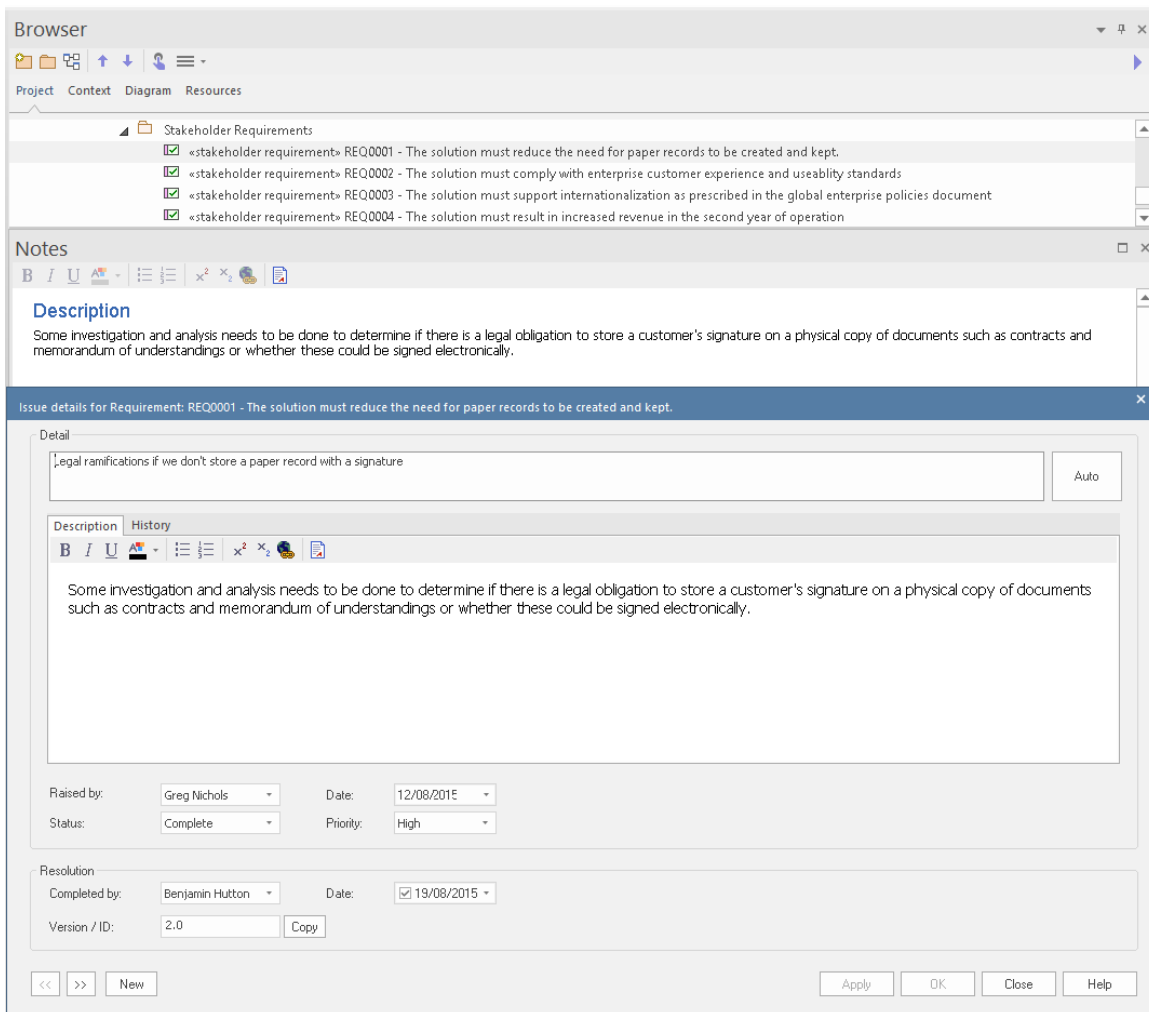 Browser
Project Context Diagram Resources
Stakeholder Requirements
«stakeholder requirement» REQ0001 - The solution must reduce the need for paper records to be created and kept.
«stakeholder requirement» REQ0002 - The solution must comply with enterprise customer experience and useablity standards
«stakeholder requirement» REQ0003 - The solution must support internationalization as prescribed in the global enterprise policies document
«stakeholder requirement» REQ0004 - The solution must result in increased revenue in the second year of operation
Notes
B I U A x² x₂
Description
Some investigation and analysis needs to be done to determine if there is a legal obligation to store a customer's signature on a physical copy of documents such as contracts and
memorandum of understandings or whether these could be signed electronically.
Issue details for Requirement: REQ0001 - The solution must reduce the need for paper records to be created and kept.
Detail
Legal ramifications if we don't store a paper record with a signature
Auto
Description History
B I U A x² x₂
Some investigation and analysis needs to be done to determine if there is a legal obligation to store a customer's signature on a physical copy of documents
such as contracts and memorandum of understandings or whether these could be signed electronically.
Raised by: Greg Nichols Date: 12/08/2015
Status: Complete Priority: High
Resolution
Completed by: Benjamin Hutton Date: 19/08/2015
Version / ID: 2.0 Copy
<< >> New Apply OK Close Help